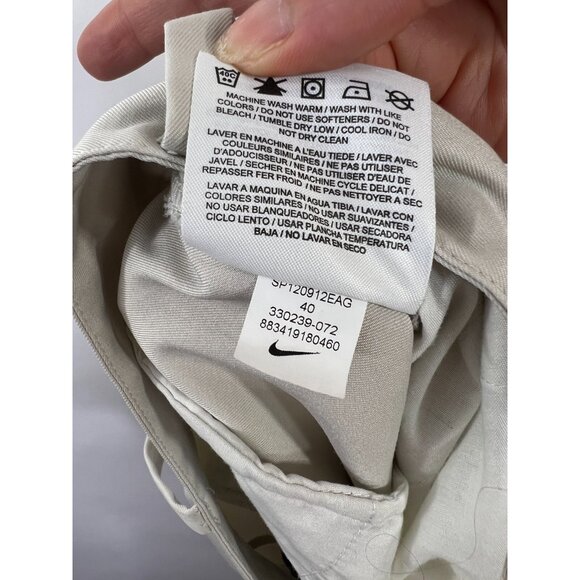 40C
MACHINE WASH WARM / WASH WITH LIKE
COLORS / DO NOT USE SOFTENERS / DO NOT
BLEACH / TUMBLE DRY LOW / COOL IRON / DO
NOT DRY CLEAN
LAVER EN MACHINE A L'EAU TIEDE / LAVER AVEC
COULEURS SIMILAIRES / NE PAS UTILISER
D'ADOUCISSEUR / NE PAS UTILISER D'EAU DE
JAVEL / SECHER EN MACHINE CYCLE DELICAT /
REPASSER FER FROID / NE PAS NETTOYER A SEC
LAVAR A MAQUINA EN AGUA TIBIA / LAVAR CON
COLORES SIMILARES / NO USAR SUAVIZANTES /
NO USAR BLANQUEADORES / USAR SECADORA
CICLO LENTO / USAR PLANCHA TEMPERATURA
BAJA / NO LAVAR EN SECO
SP120912EAG
40
330239-072
883419180460